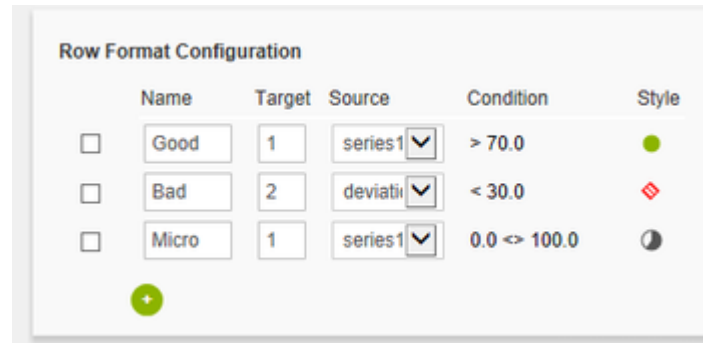 Row Format Configuration
Name Target Source Condition Style
Good 1 series1 > 70.0
Bad 2 deviati < 30.0
Micro 1 series1 0.0 <> 100.0
+